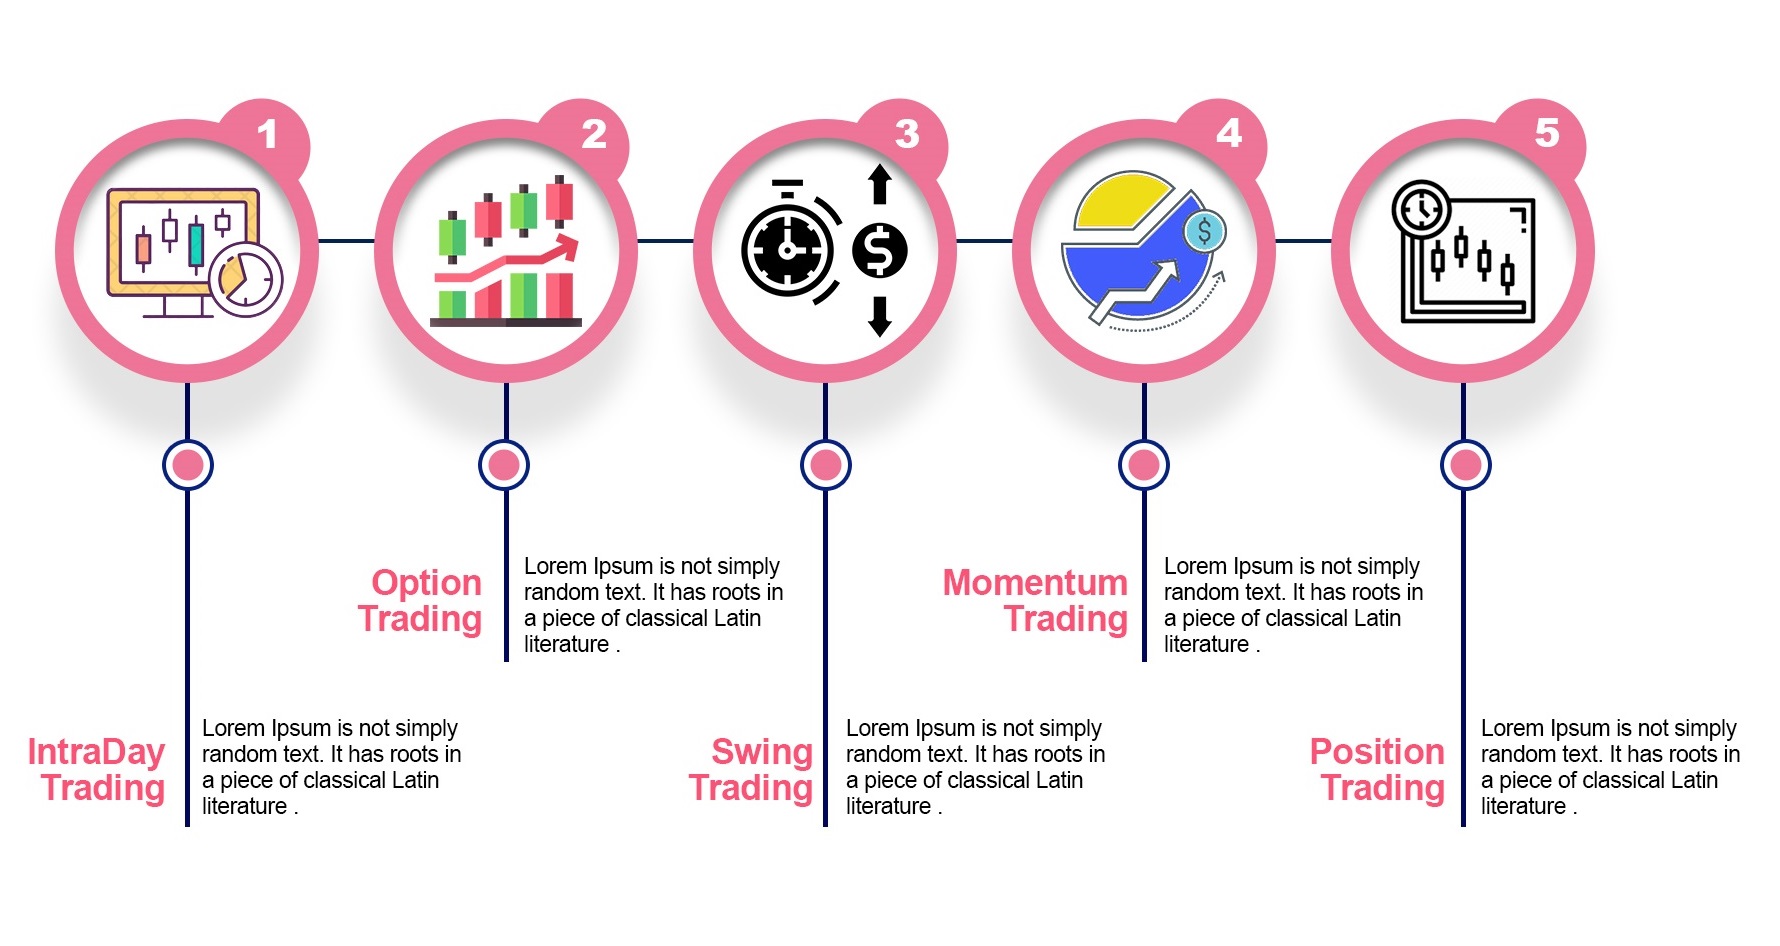 1
2
3
4
5
$
$
Option
Trading
Lorem Ipsum is not simply
random text. It has roots in
a piece of classical Latin
literature .
Momentum
Trading
Lorem Ipsum is not simply
random text. It has roots in
a piece of classical Latin
literature .
IntraDay
Trading
Lorem Ipsum is not simply
random text. It has roots in
a piece of classical Latin
literature .
Swing
Trading
Lorem Ipsum is not simply
random text. It has roots in
a piece of classical Latin
literature .
Position
Trading
Lorem Ipsum is not simply
random text. It has roots in
a piece of classical Latin
literature .